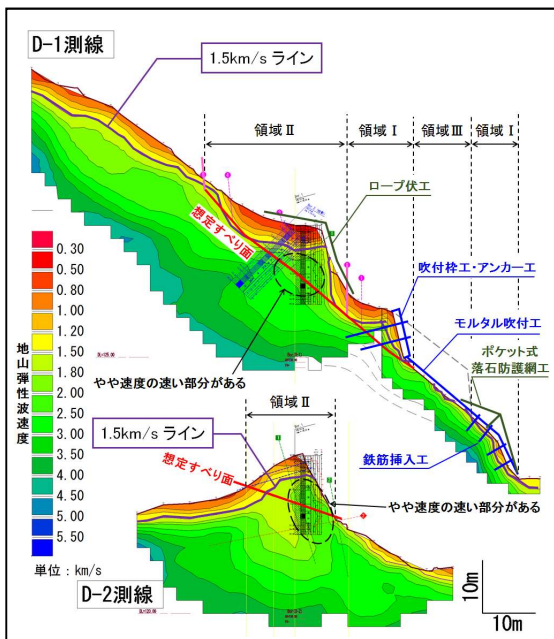 D-1測線
1.5km/s ライン
領域Ⅱ
領域Ⅰ
領域Ⅲ
領域Ⅰ
ロープ伏工
想定すべり面
吹付枠工・アンカー工
モルタル吹付工
ポケット式
落石防護網工
やや速度の速い部分がある
鉄筋挿入工
0.30
0.50
0.80
1.00
1.20
1.50
1.80
2.00
2.50
3.00
3.50
4.00
4.50
5.00
5.50
地山弾性波速度
単位:km/s
領域Ⅱ
1.5km/s ライン
想定すべり面
やや速度の速い部分がある
D-2測線
10m
10m